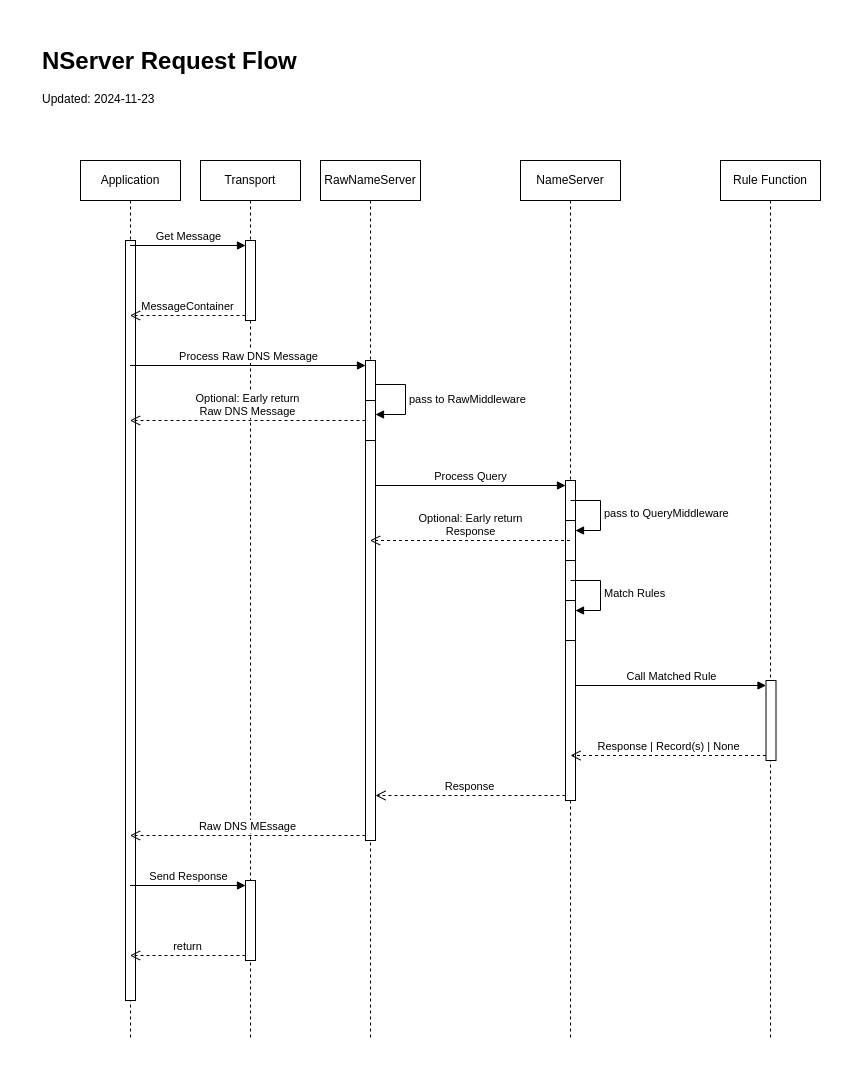 NServer Request Flow
Updated: 2024-11-23
Application
Transport
RawNameServer
NameServer
Rule Function
Get Message
MessageContainer
Process Raw DNS Message
Optional: Early return
Raw DNS Message
pass to RawMiddleware
Process Query
Optional: Early return
Response
pass to QueryMiddleware
Match Rules
Call Matched Rule
Response | Record(s) | None
Response
Raw DNS MEssage
Send Response
return